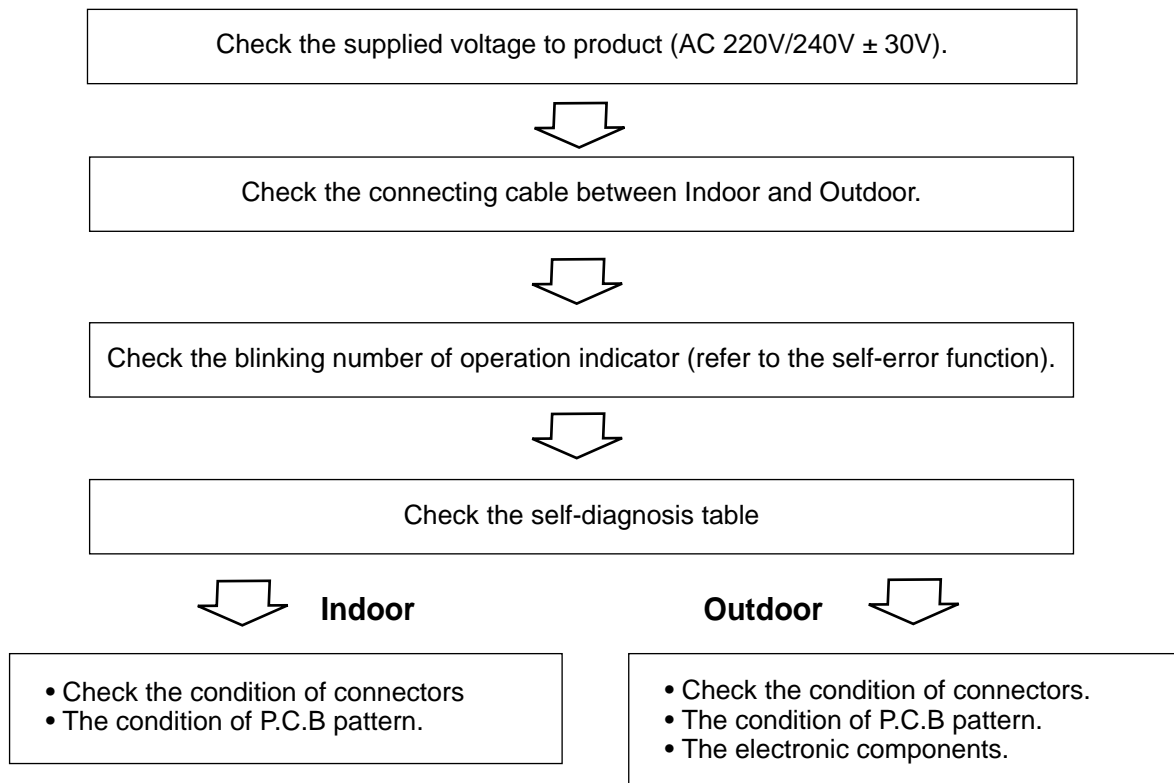 Check the supplied voltage to product (AC 220V/240V ± 30V).
Check the connecting cable between Indoor and Outdoor.
Check the blinking number of operation indicator (refer to the self-error function).
Check the self-diagnosis table
Indoor
• Check the condition of connectors
• The condition of P.C.B pattern.
Outdoor
• Check the condition of connectors.
• The condition of P.C.B pattern.
• The electronic components.